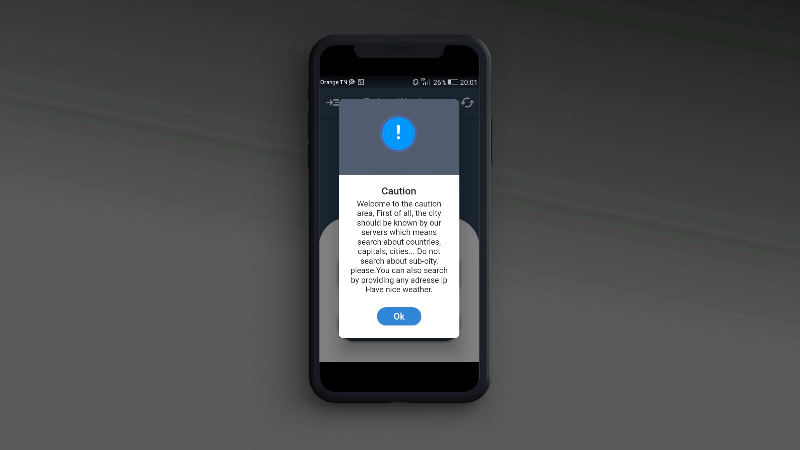 Orange TN 26% 20:01
Caution
Welcome to the caution
area, First of all, the city
should be known by our
servers which means
search about countries,
capitals, cities... Do not
search about sub-city,
please.You can also search
by providing any adresse ip
Have nice weather.
Ok